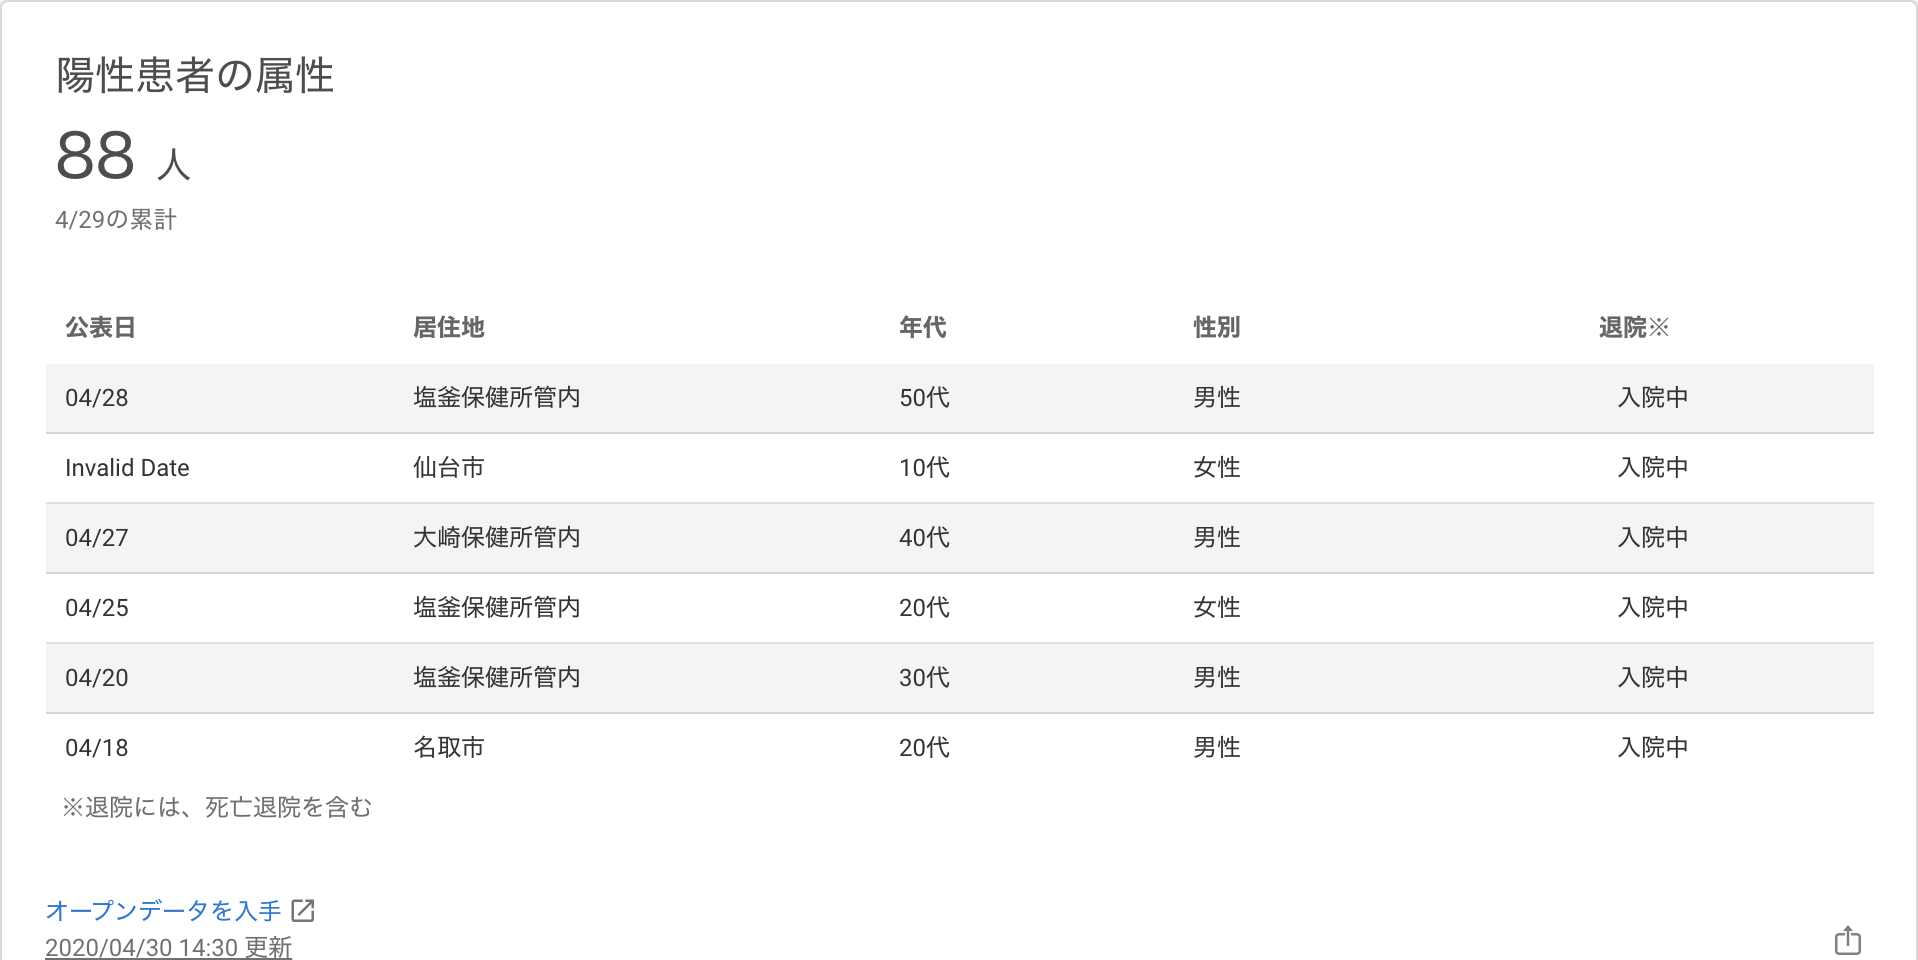 陽性患者の属性
88 人
4/29の累計
公表日 居住地 年代 性別 退院※
04/28 塩釜保健所管内 50代 男性 入院中
Invalid Date 仙台市 10代 女性 入院中
04/27 大崎保健所管内 40代 男性 入院中
04/25 塩釜保健所管内 20代 女性 入院中
04/20 塩釜保健所管内 30代 男性 入院中
04/18 名取市 20代 男性 入院中
※退院には、死亡退院を含む
オープンデータを入手
2020/04/30 14:30 更新